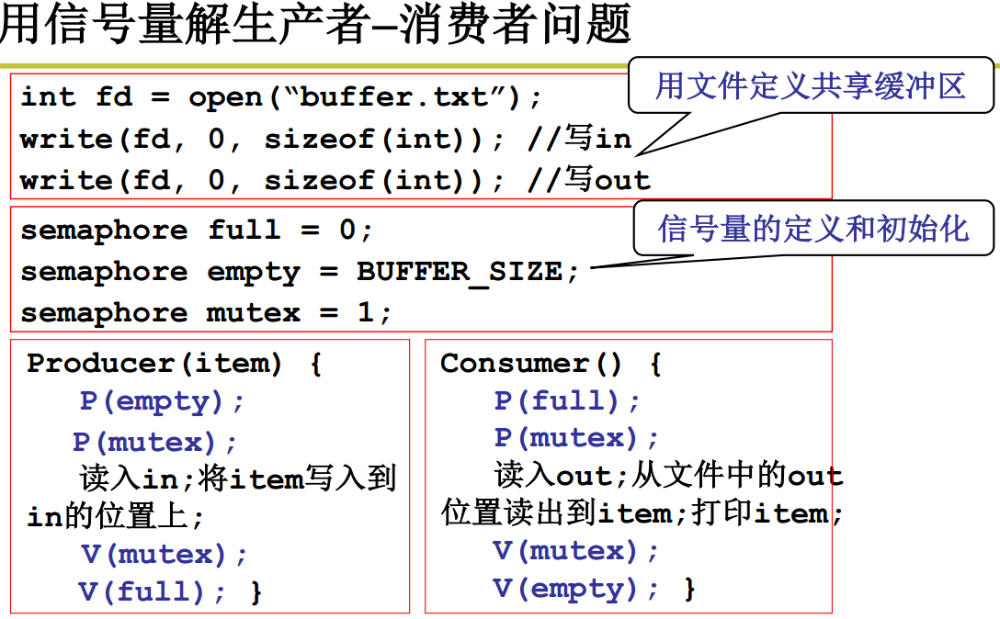 用信号量解生产者–消费者问题
用文件定义共享缓冲区
int fd = open(“buffer.txt”);
write(fd, 0, sizeof(int)); //写in
write(fd, 0, sizeof(int)); //写out
信号量的定义和初始化
semaphore full = 0;
semaphore empty = BUFFER_SIZE;
semaphore mutex = 1;
Producer(item) {
P(empty);
P(mutex);
读入in;将item写入到
in的位置上;
V(mutex);
V(full); }
Consumer() {
P(full);
P(mutex);
读入out;从文件中的out
位置读出到item;打印item;
V(mutex);
V(empty); }